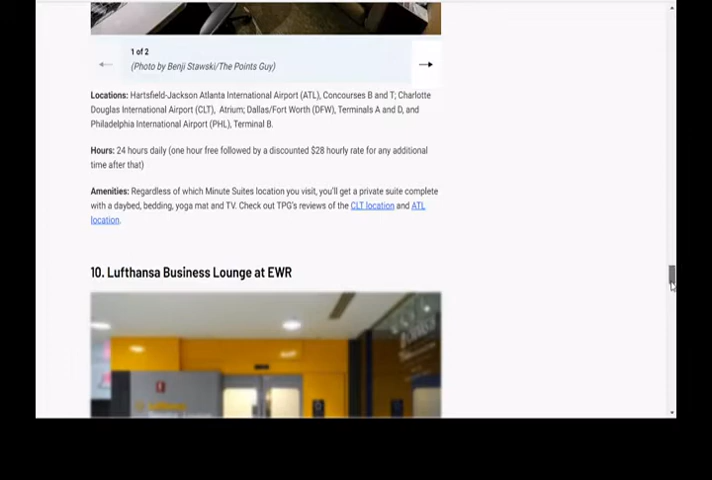 1 of 2
(Photo by Benji Stawski/The Points Guy)
Locations: Hartsfield-Jackson Atlanta International Airport (ATL), Concourses B and T; Charlotte
Douglas International Airport (CLT), Atrium; Dallas/Fort Worth (DFW), Terminals A and D, and
Philadelphia International Airport (PHL), Terminal B.
Hours: 24 hours daily (one hour free followed by a discounted $28 hourly rate for any additional
time after that)
Amenities: Regardless of which Minute Suites location you visit, you'll get a private suite complete
with a daybed, bedding, yoga mat and TV. Check out TPG's reviews of the CLT location and ATL
location.
10. Lufthansa Business Lounge at EWR